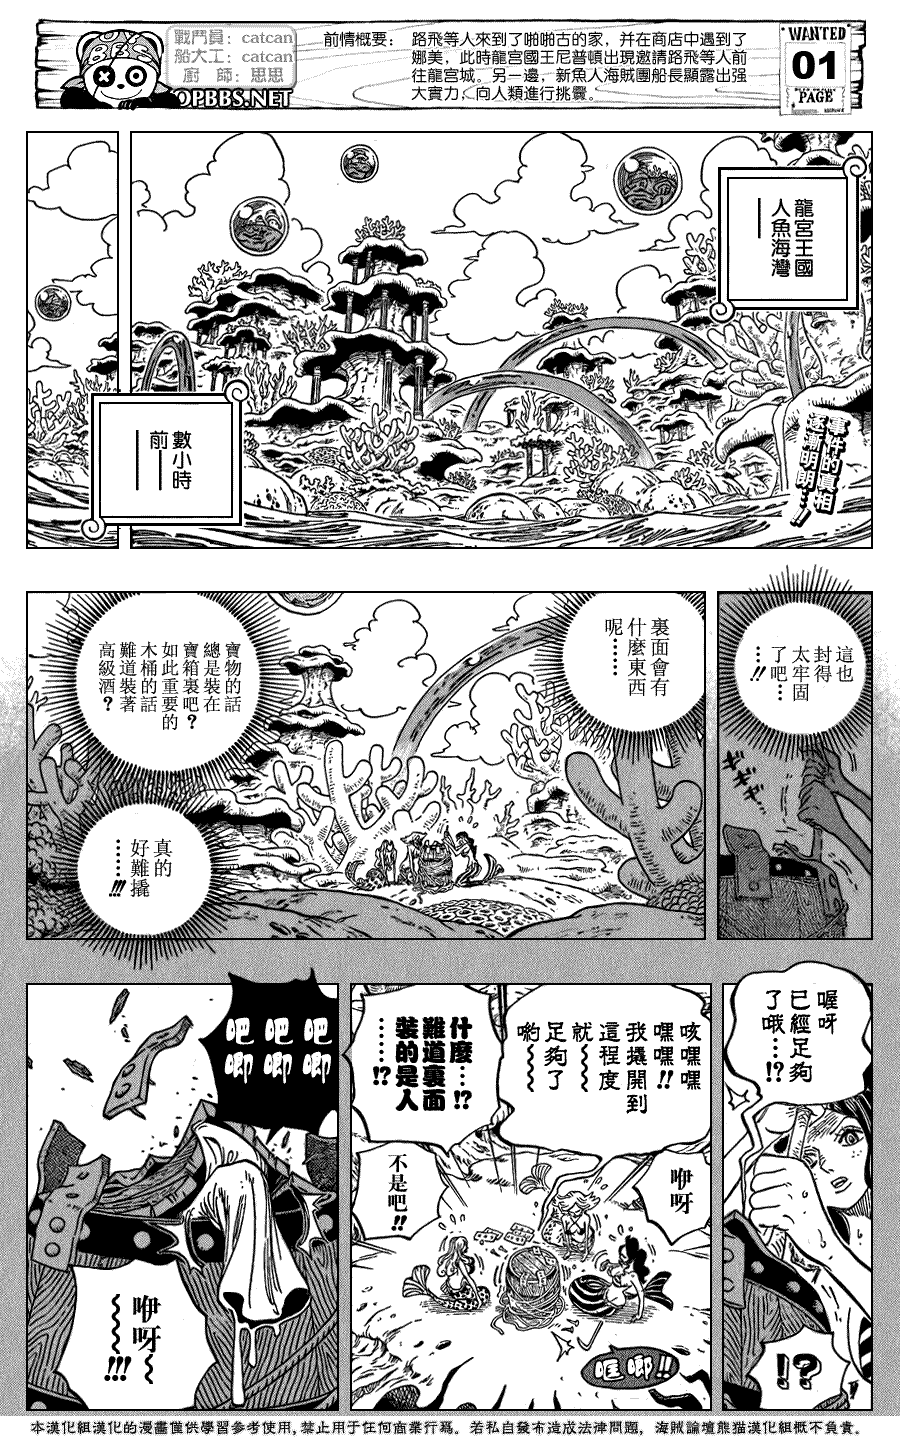 戰鬥員：catcan
船大工：catcan
廚　師：思思
OPBBS.NET
前情概要：　路飛等人來到了啪啪古的家，并在商店中遇到了
娜美，此時龍宮國王尼普頓出現邀請路飛等人前
往龍宮城。另一邊，新魚人海賊團船長顯露出强
大實力，向人類進行挑釁。
WANTED
01
PAGE
龍宮王國
人魚海灣
——
事件的真相
逐漸明朗…!!
數小時
前——
這也
封得
太牢固
了吧…
…!!
裏面會有
什麼東西
呢……
寶物的話
總是裝在
寶箱裏吧？
如此重要的
木桶的話
難道裝著
高級酒？
真的
好難撬
……!!!
喔呀
已經足夠
了哦…!?
!?
咳嘿嘿
嘿嘿!!
我撬開到
這程度
就～～
足夠了
喲～
什麼…!?
難道裏面
裝的是人
……!?
咿呀
不是吧!!
哐啷!!
吧唧
吧唧
吧唧
咿呀～
～～!!!
本漢化組漢化的漫畫僅供學習參考使用,禁止用于任何商業行爲。若私自發布造成法律問題，海賊論壇熊猫漢化組概不負責。